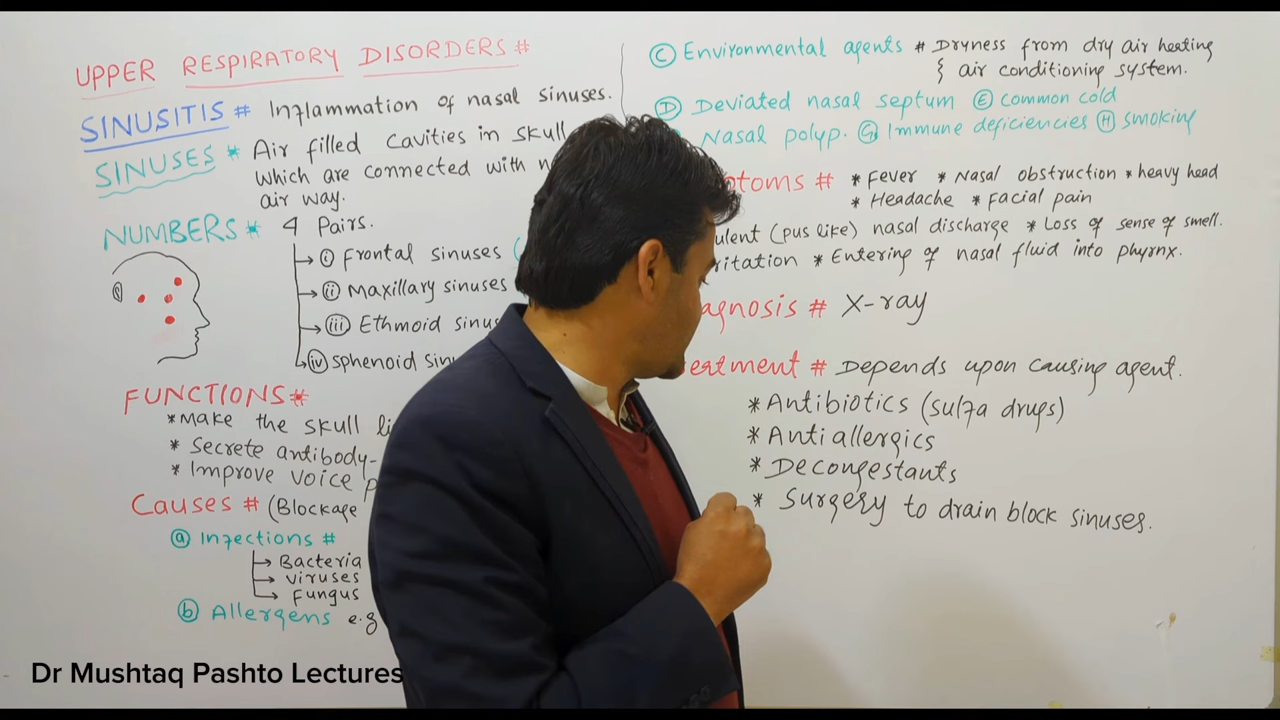 UPPER RESPIRATORY DISORDERS #
SINUSITIS # Inflammation of nasal sinuses.
SINUSES * Air filled cavities in skull
which are connected with
air way.
NUMBERS * 4 Pairs.
(i) Frontal sinuses
(ii) Maxillary sinuses
(iii) Ethmoid
(iv) sphenoid
FUNCTIONS #
* Make the skull
* Secrete antibody-
* Improve voice
Causes # (Blockage
(a) Infections #
Bacteria
viruses
Fungus
(b) Allergens e.g
(C) Environmental agents # Dryness from dry air heating
& air conditioning system.
(D) Deviated nasal septum (E) common cold
Nasal polyp. (G) Immune deficiencies (H) smoking
# * Fever * Nasal obstruction * heavy head
* Headache * Facial pain
(pus like) nasal discharge * Loss of sense of smell.
* Entering of nasal fluid into phyrnx.
# X-ray
# Depends upon causing agent.
* Antibiotics (sulfa drugs)
* Antiallergics
* Decongestants
* Surgery to drain block sinuses.
Dr Mushtaq Pashto Lectures